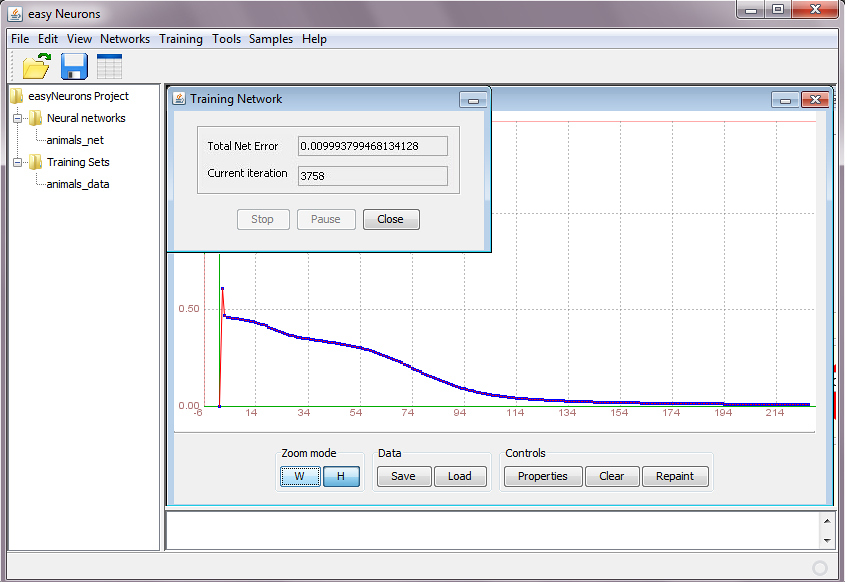 easy Neurons
File Edit View Networks Training Tools Samples Help
easyNeurons Project
Neural networks
animals_net
Training Sets
animals_data
Training Network
Total Net Error 0.009993799468134128
Current iteration 3758
Stop Pause Close
0.50
0.00
-6 14 34 54 74 94 114 134 154 174 194 214
Zoom mode Data Controls
W H Save Load Properties Clear Repaint